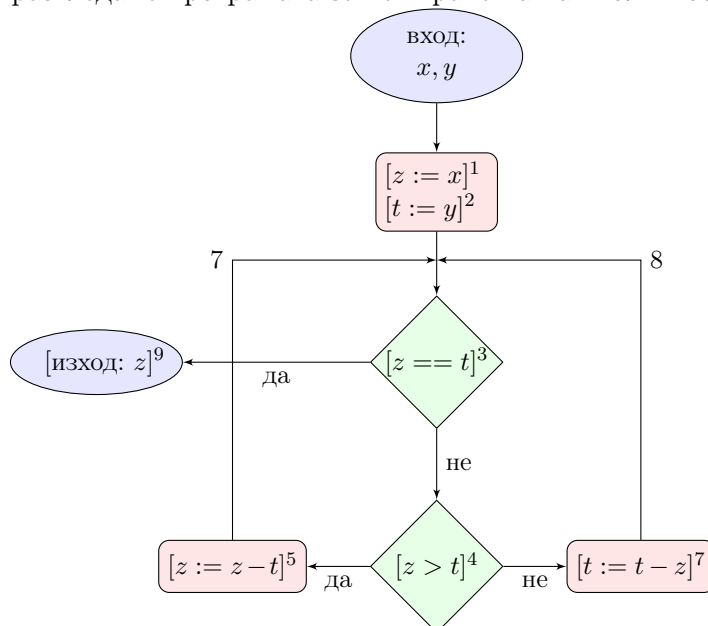 вход:
x, y
[z := x]¹
[t := y]²
7
8
[изход: z]⁹
да
[z == t]³
не
[z := z − t]⁵
да
[z > t]⁴
не
[t := t − z]⁷